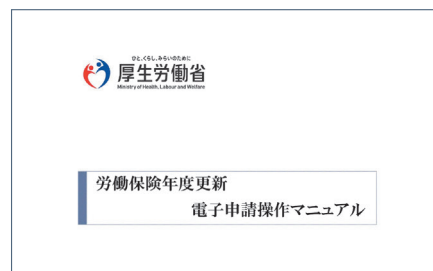 ひと、くらし、みらいのために
厚生労働省
Ministry of Health, Labour and Welfare
労働保険年度更新
電子申請操作マニュアル